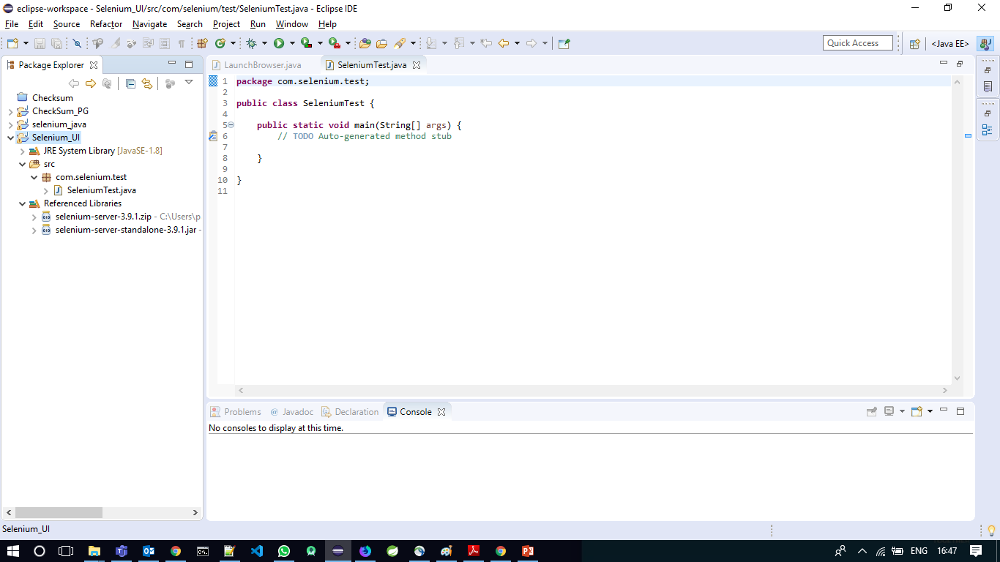 eclipse-workspace - Selenium_UI/src/com/selenium/test/SeleniumTest.java - Eclipse IDE
File Edit Source Refactor Navigate Search Project Run Window Help
Quick Access
<Java EE>
Package Explorer
Checksum
CheckSum_PG
selenium_java
Selenium_UI
JRE System Library [JavaSE-1.8]
src
com.selenium.test
SeleniumTest.java
Referenced Libraries
selenium-server-3.9.1.zip - C:\Users\p
selenium-server-standalone-3.9.1.jar -
LaunchBrowser.java SeleniumTest.java
1 package com.selenium.test;
2
3 public class SeleniumTest {
4
5 public static void main(String[] args) {
6 // TODO Auto-generated method stub
7
8 }
9
10 }
11
Problems @ Javadoc Declaration Console
No consoles to display at this time.
Selenium_UI
ENG 16:47